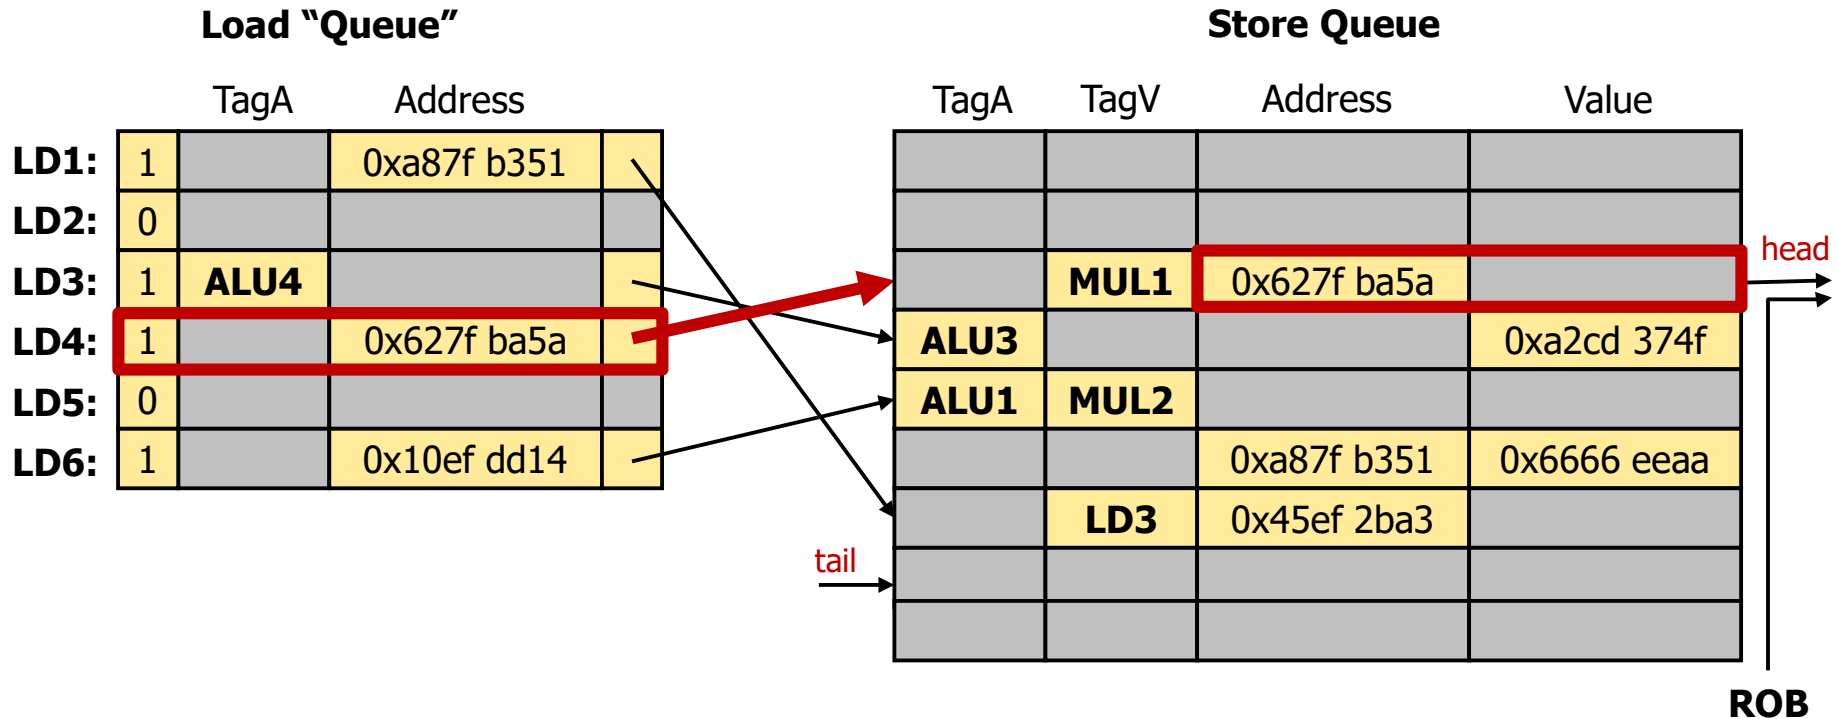 Load “Queue”
Store Queue
TagA Address
TagA TagV Address Value
LD1: 1 0xa87f b351
LD2: 0
head
LD3: 1 ALU4
MUL1 0x627f ba5a
LD4: 1 0x627f ba5a
ALU3 0xa2cd 374f
LD5: 0
ALU1 MUL2
LD6: 1 0x10ef dd14
0xa87f b351 0x6666 eeaa
LD3 0x45ef 2ba3
tail
ROB